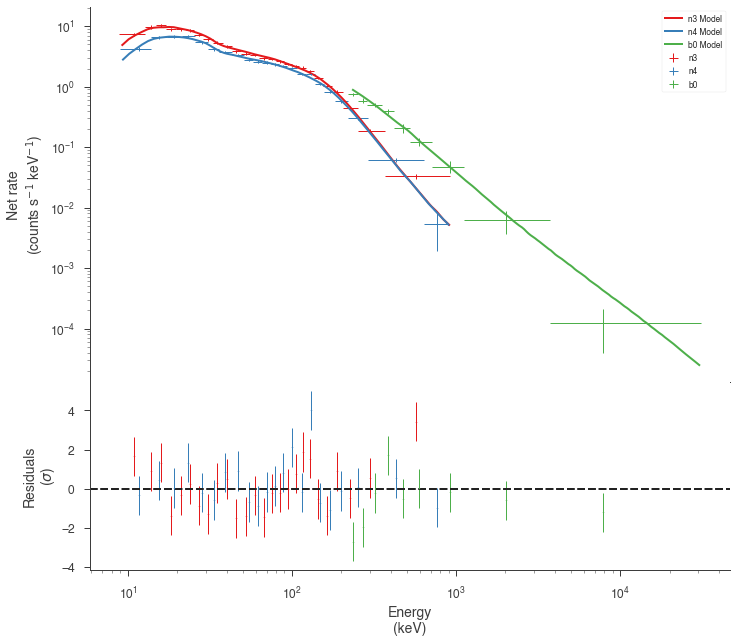 n3 Model
n4 Model
b0 Model
n3
n4
b0
Net rate
(counts s⁻¹ keV⁻¹)
10¹
10⁰
10⁻¹
10⁻²
10⁻³
10⁻⁴
Residuals
(σ)
4
2
0
−2
−4
10¹ 10² 10³ 10⁴
Energy
(keV)